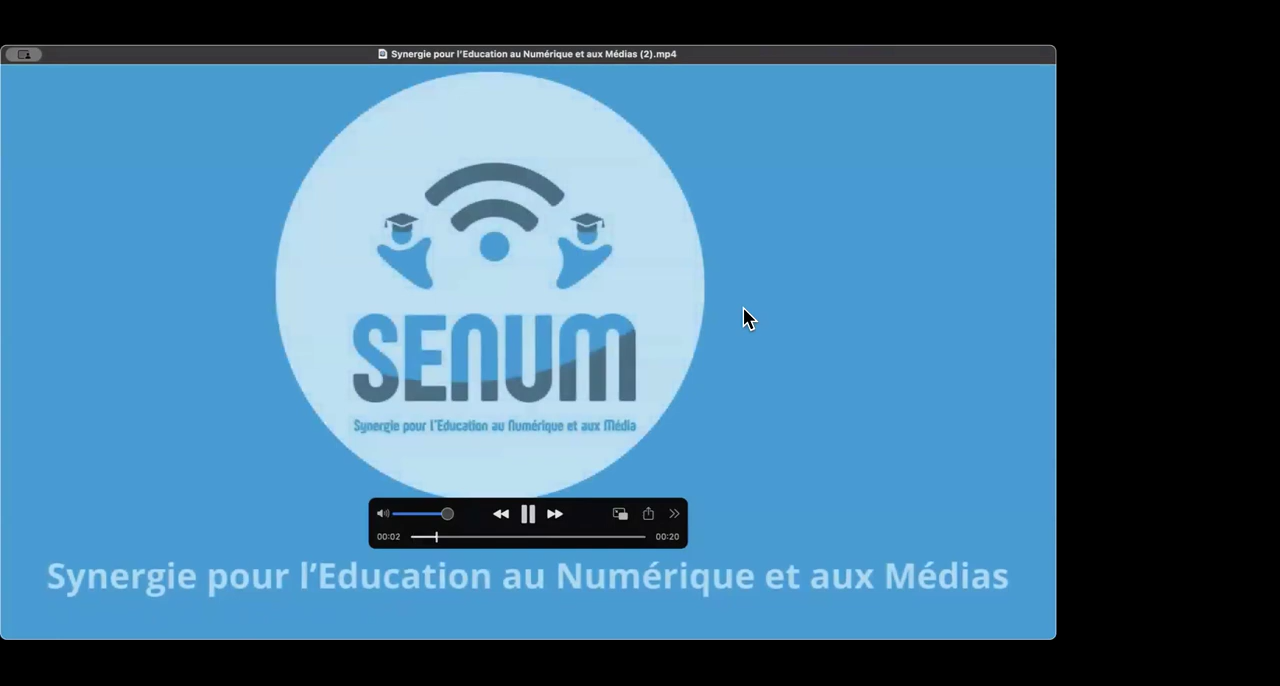 Synergie pour l'Education au Numérique et aux Médias (2).mp4
SENUM
Synergie pour l'Education au Numérique et aux Média
00:02
00:20
Synergie pour l’Education au Numérique et aux Médias